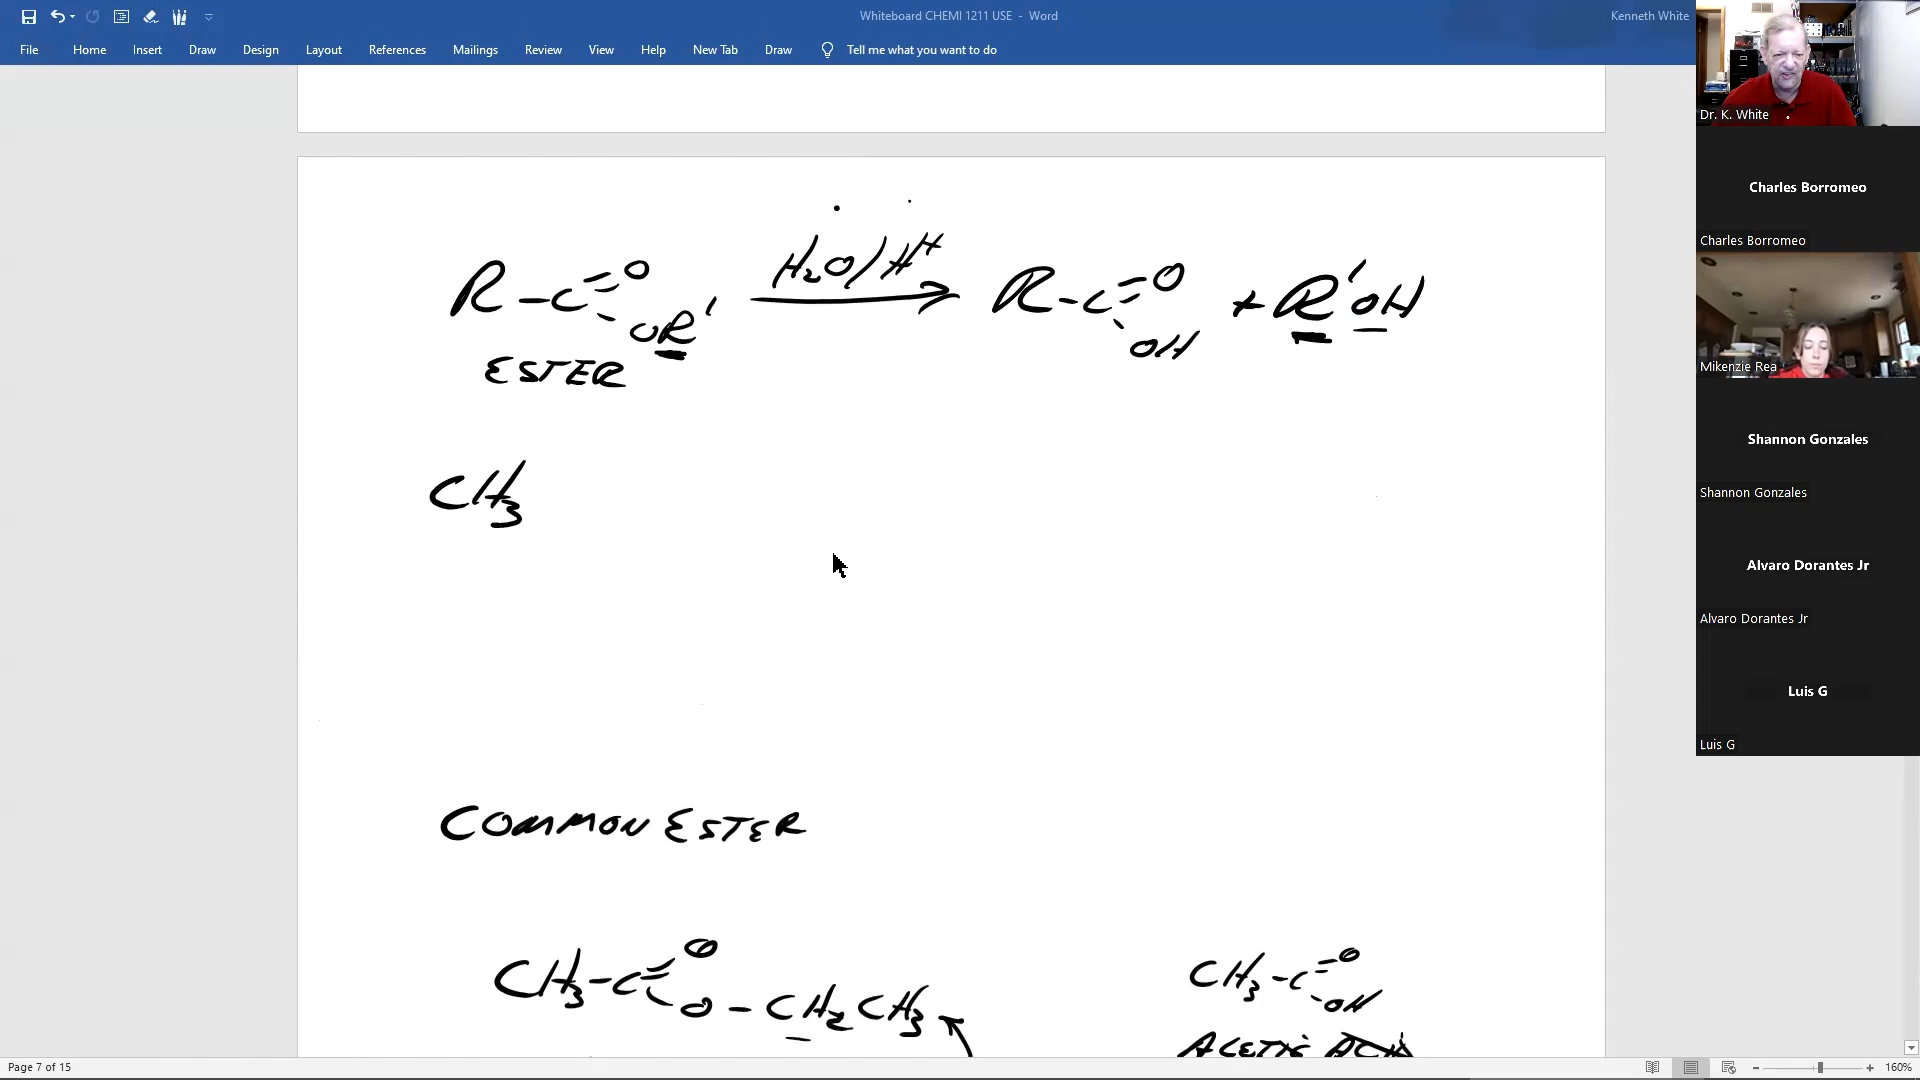 Whiteboard CHEMI 1211 USE - Word
Kenneth White
File Home Insert Draw Design Layout References Mailings Review View Help New Tab Draw Tell me what you want to do
Dr. K. White
Charles Borromeo
Charles Borromeo
Mikenzie Rea
Shannon Gonzales
Shannon Gonzales
Alvaro Dorantes Jr
Alvaro Dorantes Jr
Luis G
Luis G
H₂O/H⁺
R-C=O R-C=O + R'OH
OR' OH
ESTER
CH₃
COMMON ESTER
CH₃-C=O CH₃-C=O
O-CH₂CH₃ OH
ACETIC ACID
Page 7 of 15
160%